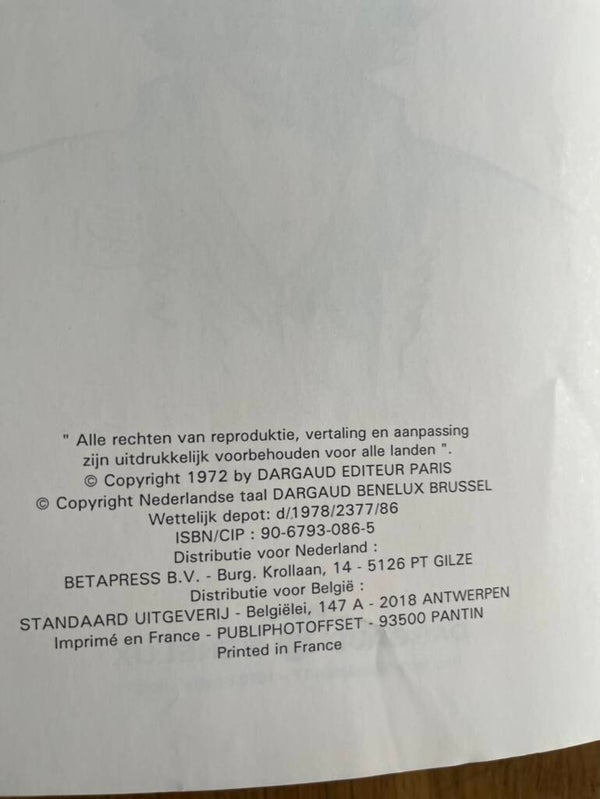 " Alle rechten van reproduktie, vertaling en aanpassing
zijn uitdrukkelijk voorbehouden voor alle landen ".
© Copyright 1972 by DARGAUD EDITEUR PARIS
© Copyright Nederlandse taal DARGAUD BENELUX BRUSSEL
Wettelijk depot: d/.1978/2377/86
ISBN/CIP : 90-6793-086-5
Distributie voor Nederland :
BETAPRESS B.V. - Burg. Krollaan, 14 - 5126 PT GILZE
Distributie voor België :
STANDAARD UITGEVERIJ - Belgiëlei, 147 A - 2018 ANTWERPEN
Imprimé en France - PUBLIPHOTOFFSET - 93500 PANTIN
Printed in France